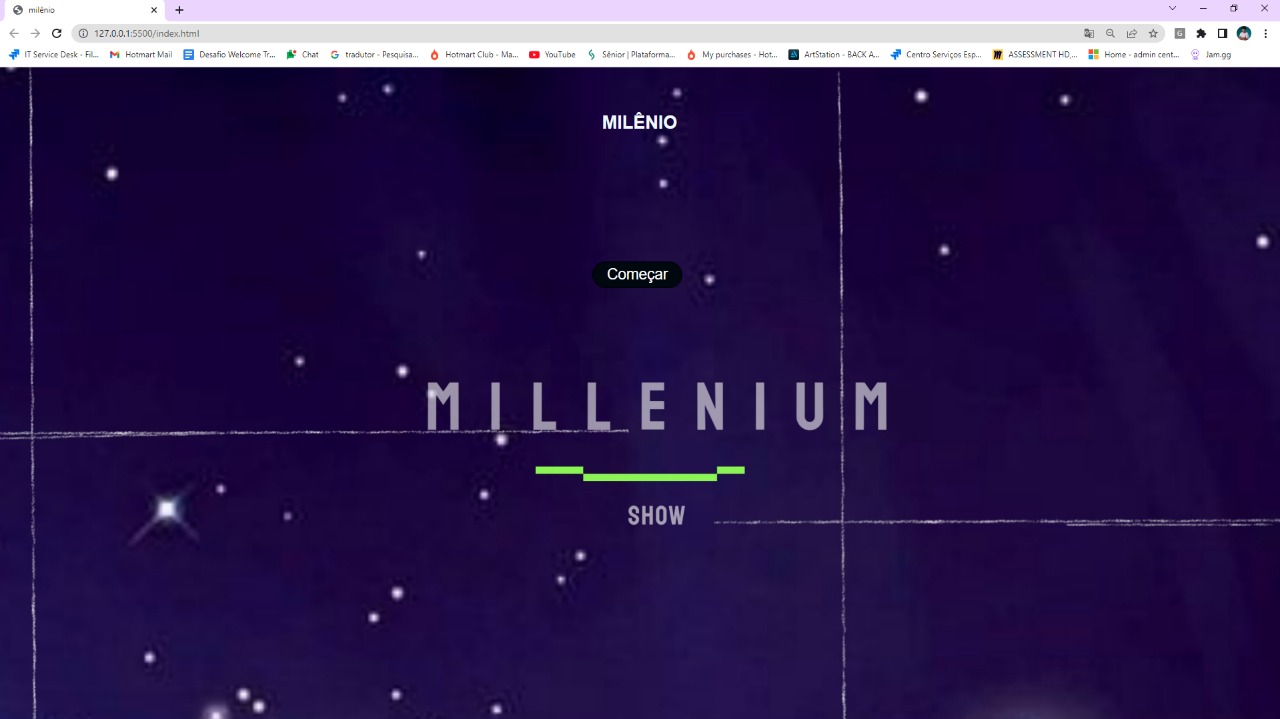 milênio
127.0.0.1:5500/index.html
IT Service Desk - Fil... Hotmart Mail Desafio Welcome Tr... Chat tradutor - Pesquisa... Hotmart Club - Ma... YouTube Sênior | Plataforma... My purchases - Hot... ArtStation - BACK A... Centro Serviços Esp... ASSESSMENT HD,... Home - admin cent... Jam.gg
MILÊNIO
Começar
MILLENIUM
SHOW